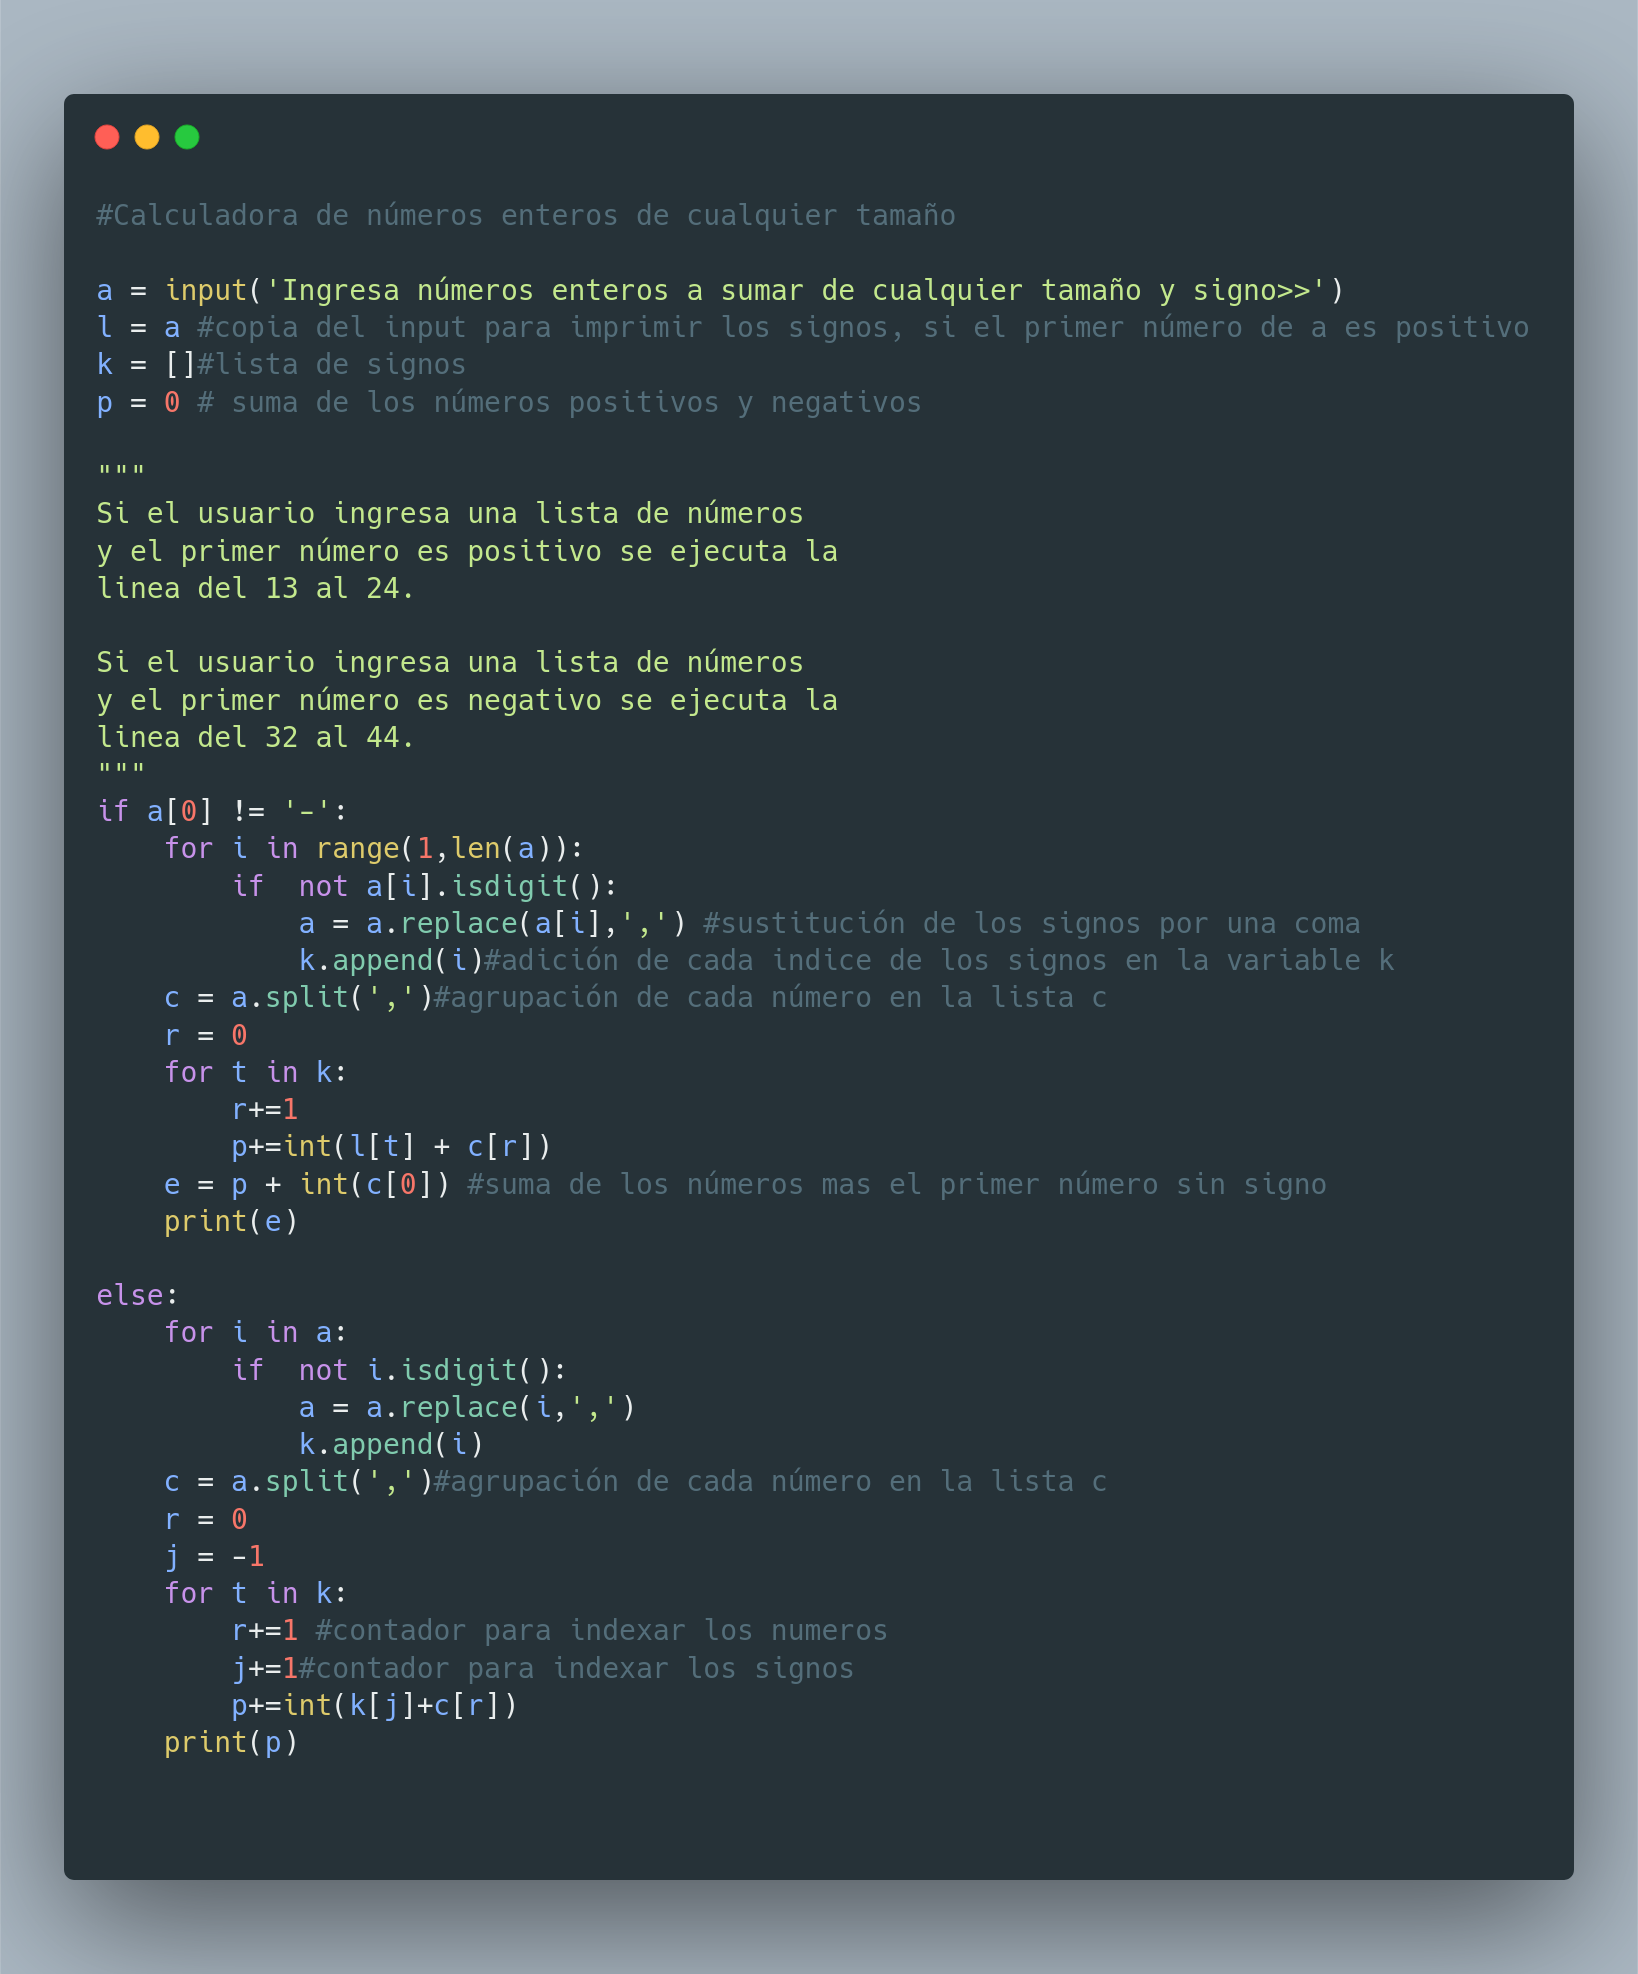 #Calculadora de números enteros de cualquier tamaño

a = input('Ingresa números enteros a sumar de cualquier tamaño y signo>>')
l = a #copia del input para imprimir los signos, si el primer número de a es positivo
k = []#lista de signos
p = 0 # suma de los números positivos y negativos

"""
Si el usuario ingresa una lista de números
y el primer número es positivo se ejecuta la
linea del 13 al 24.

Si el usuario ingresa una lista de números
y el primer número es negativo se ejecuta la
linea del 32 al 44.
"""
if a[0] != '-':
    for i in range(1,len(a)):
        if  not a[i].isdigit():
            a = a.replace(a[i],',') #sustitución de los signos por una coma
            k.append(i)#adición de cada indice de los signos en la variable k
    c = a.split(',')#agrupación de cada número en la lista c
    r = 0
    for t in k:
        r+=1
        p+=int(l[t] + c[r])
    e = p + int(c[0]) #suma de los números mas el primer número sin signo
    print(e)

else:
    for i in a:
        if  not i.isdigit():
            a = a.replace(i,',')
            k.append(i)
    c = a.split(',')#agrupación de cada número en la lista c
    r = 0
    j = -1
    for t in k:
        r+=1 #contador para indexar los numeros
        j+=1#contador para indexar los signos
        p+=int(k[j]+c[r])
    print(p)